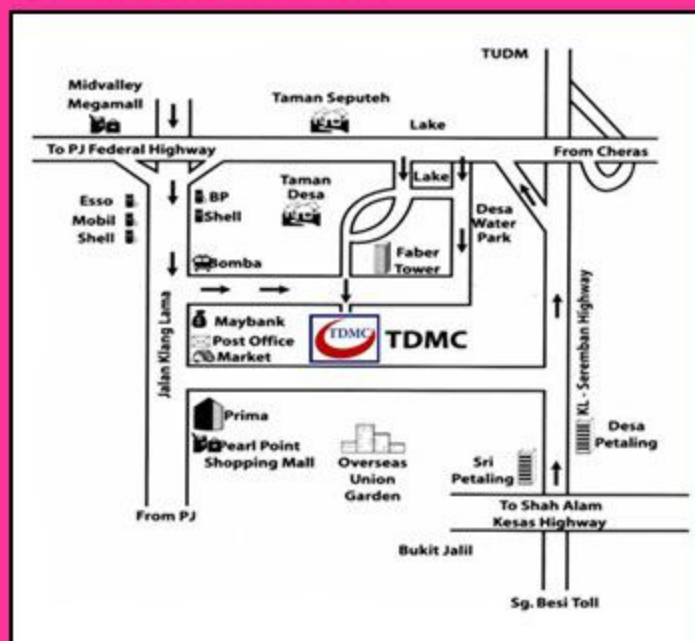 TUDM
Midvalley
Megamall
Taman Seputeh
Lake
To PJ Federal Highway
From Cheras
Esso
Mobil
Shell
BP
Shell
Taman
Desa
Lake
Desa
Water
Park
Faber
Tower
Bomba
Jalan Klang Lama
Maybank
Post Office
Market
TDMC
TDMC
KL - Seremban Highway
Prima
Pearl Point
Shopping Mall
Overseas
Union
Garden
Sri
Petaling
Desa
Petaling
From PJ
To Shah Alam
Kesas Highway
Bukit Jalil
Sg. Besi Toll